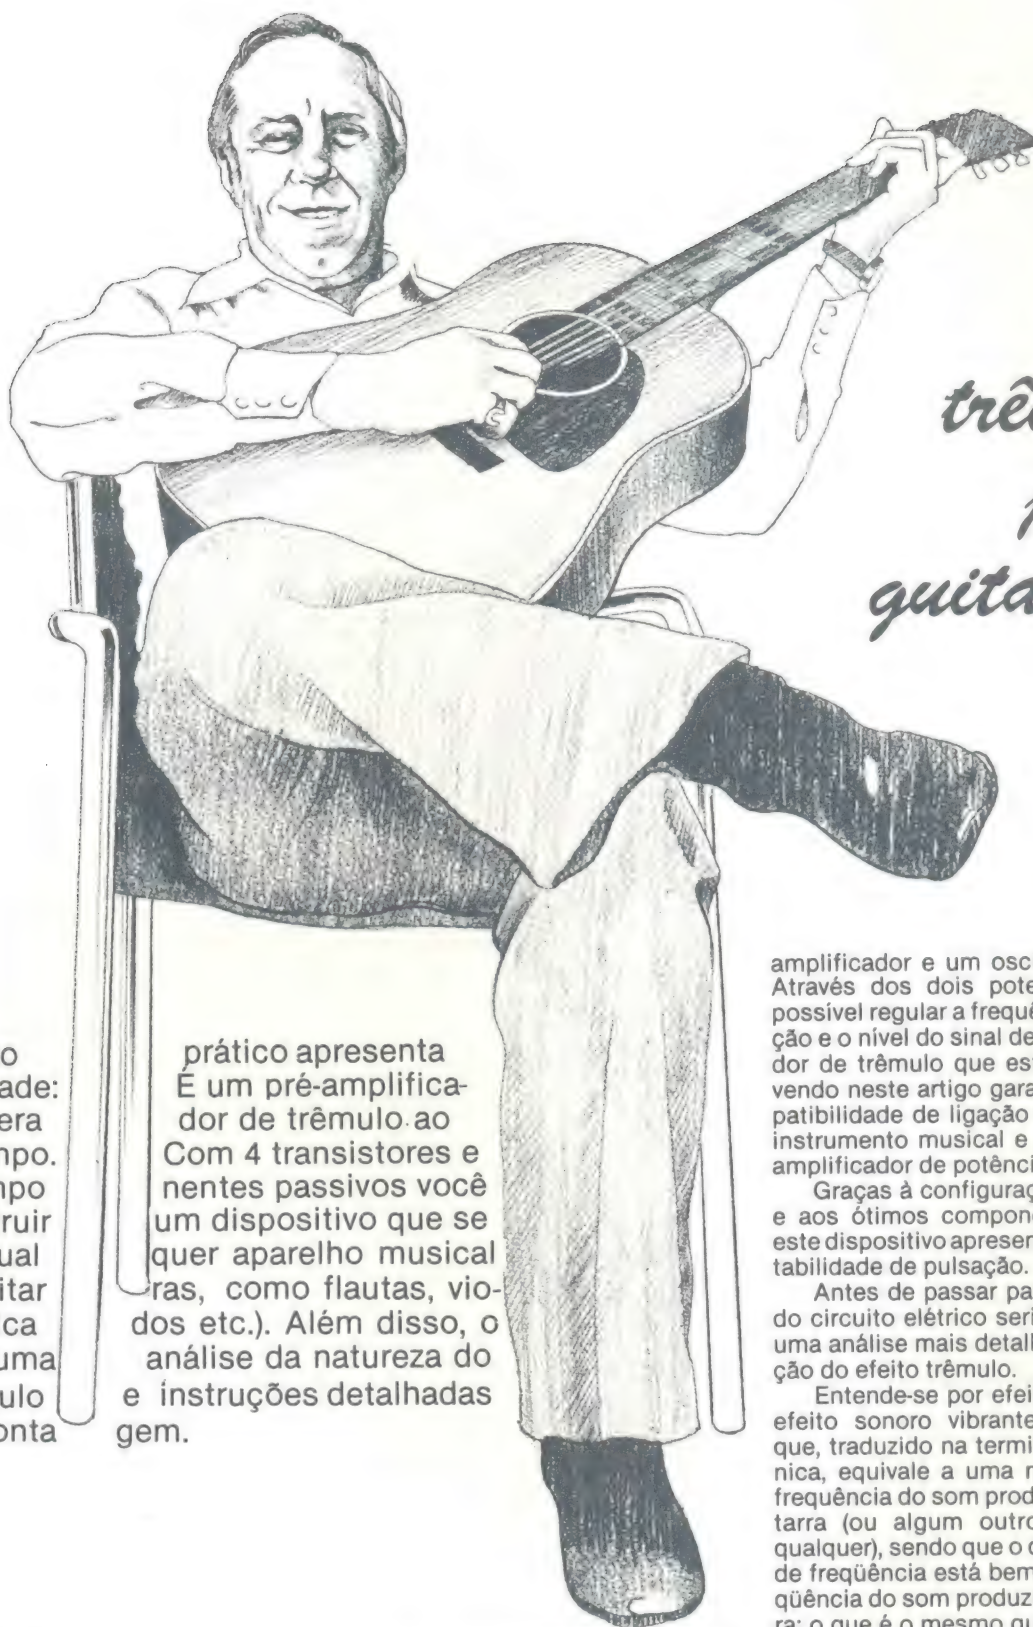 trê
p
guita
o
ade:
era
npo.
npo
ruir
ual
itar
ca
uma
ulo
onta
prático apresenta
É um pré-amplifica-
dor de trêmulo ao
Com 4 transistores e
nentes passivos você
um dispositivo que se
quer aparelho musical
ras, como flautas, vio-
dos etc.). Além disso, o
análise da natureza do
e instruções detalhadas
gem.
amplificador e um osc
Através dos dois pote
possível regular a frequê
ção e o nível do sinal de
dor de trêmulo que es
vendo neste artigo gara
patibilidade de ligação
instrumento musical e
amplificador de potênci
Graças à configuraç
e aos ótimos compon
este dispositivo apresen
tabilidade de pulsação.
Antes de passar pa
do circuito elétrico seri
uma análise mais detall
ção do efeito trêmulo.
Entende-se por efei
efeito sonoro vibrante
que, traduzido na termi
nica, equivale a uma r
frequência do som prod
tarra (ou algum outro
qualquer), sendo que o d
de freqüência está bem
qüência do som produz
ra: o que é o mesmo qu